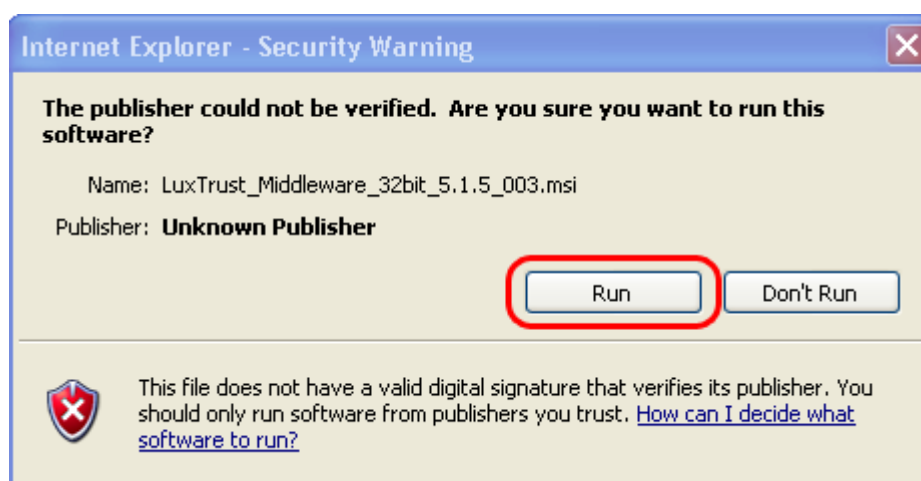 Internet Explorer - Security Warning
The publisher could not be verified.  Are you sure you want to run this
software?
Name: LuxTrust_Middleware_32bit_5.1.5_003.msi
Publisher: Unknown Publisher
Run Don't Run
This file does not have a valid digital signature that verifies its publisher. You
should only run software from publishers you trust. How can I decide what
software to run?